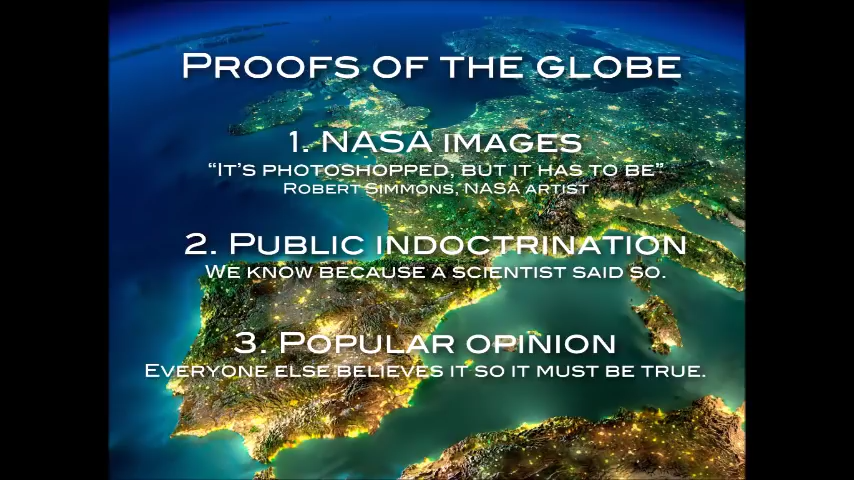 PROOFS OF THE GLOBE
1. NASA IMAGES
“IT’S PHOTOSHOPPED, BUT IT HAS TO BE”
ROBERT SIMMONS, NASA ARTIST
2. PUBLIC INDOCTRINATION
WE KNOW BECAUSE A SCIENTIST SAID SO.
3. POPULAR OPINION
EVERYONE ELSE BELIEVES IT SO IT MUST BE TRUE.